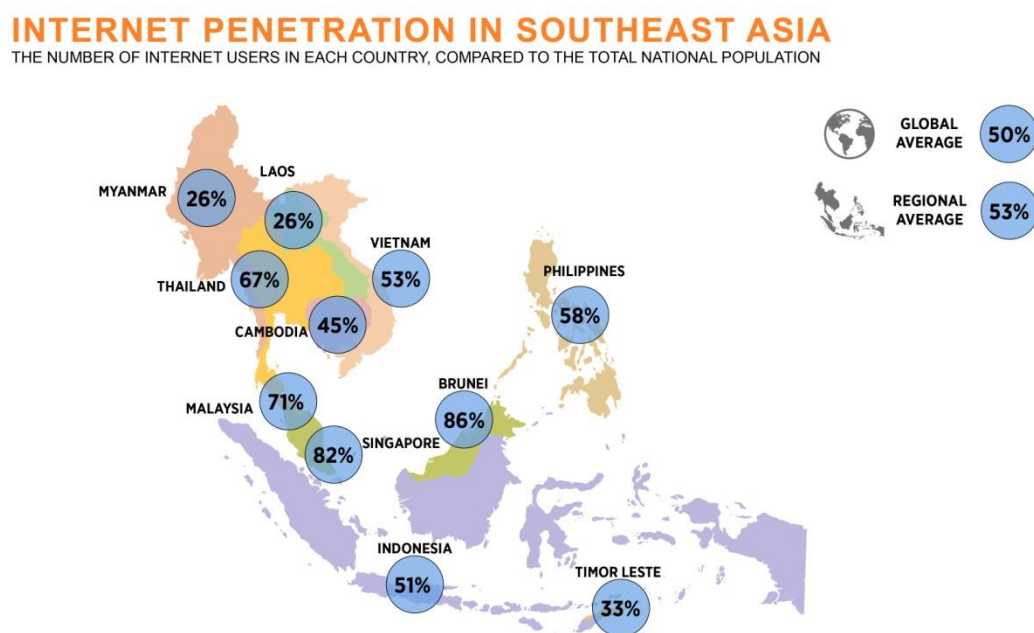 INTERNET PENETRATION IN SOUTHEAST ASIA
THE NUMBER OF INTERNET USERS IN EACH COUNTRY, COMPARED TO THE TOTAL NATIONAL POPULATION
GLOBAL
AVERAGE
50%
REGIONAL
AVERAGE
53%
MYANMAR
26%
LAOS
26%
VIETNAM
53%
THAILAND
67%
CAMBODIA
45%
PHILIPPINES
58%
MALAYSIA
71%
SINGAPORE
82%
BRUNEI
86%
INDONESIA
51%
TIMOR LESTE
33%